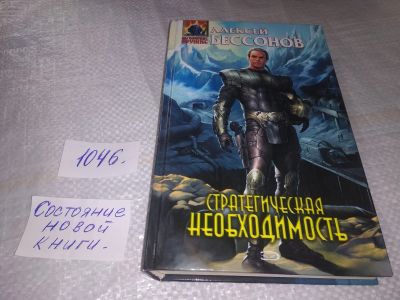 АЛЕКСЕЙ
БЕССОНОВ
СТРАТЕГИЧЕСКАЯ
НЕОБХОДИМОСТЬ
1046.
Состояние
новой
книги.